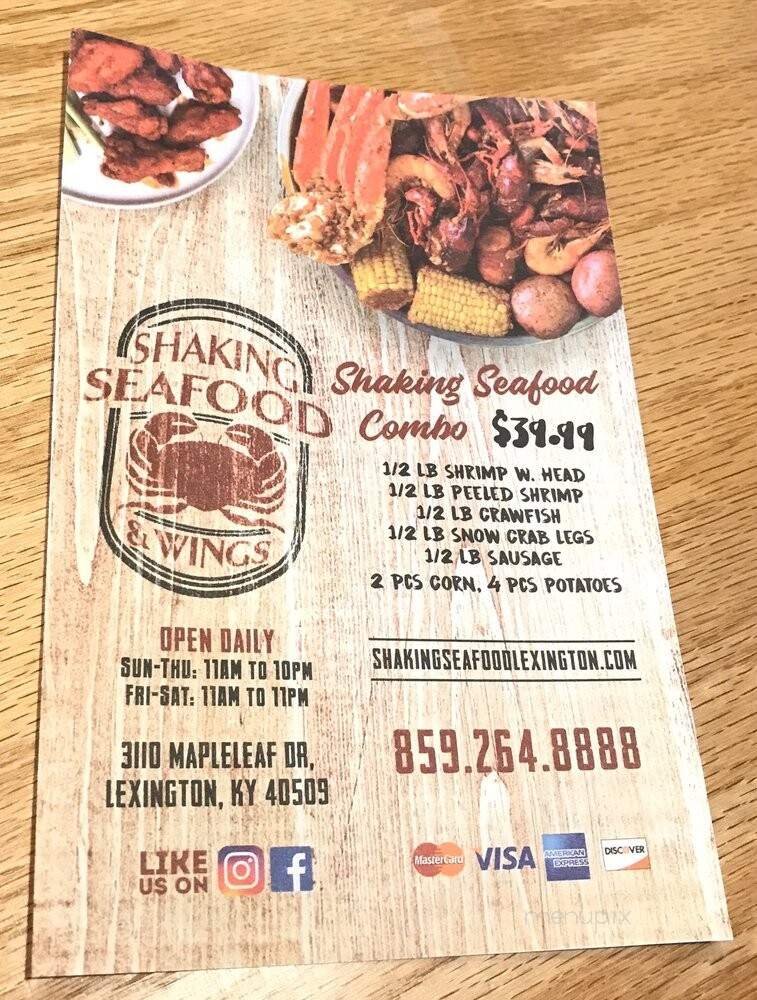 SHAKING
SEAFOOD
& WINGS
Shaking Seafood
Combo $39.99
1/2 LB SHRIMP W. HEAD
1/2 LB PEELED SHRIMP
1/2 LB CRAWFISH
1/2 LB SNOW CRAB LEGS
1/2 LB SAUSAGE
2 PCS CORN, 4 PCS POTATOES
OPEN DAILY
SUN-THU: 11AM TO 10PM
FRI-SAT: 11AM TO 11PM
SHAKINGSEAFOODLEXINGTON.COM
3110 MAPLELEAF DR,
LEXINGTON, KY 40509
859.264.8888
LIKE
US ON
MasterCard VISA AMERICAN EXPRESS DISCOVER
menupix